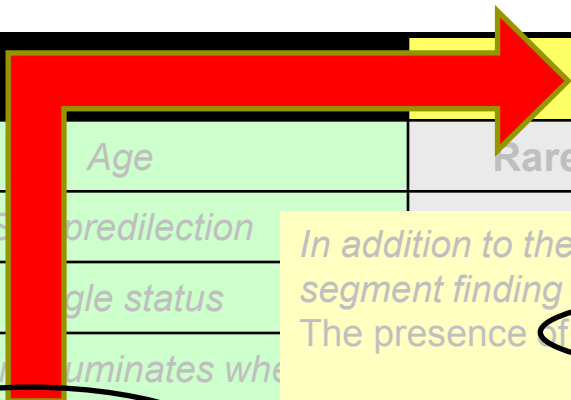 Age
Rare
predilection
In addition to the
segment finding
gle status
The presence of
uminates whe